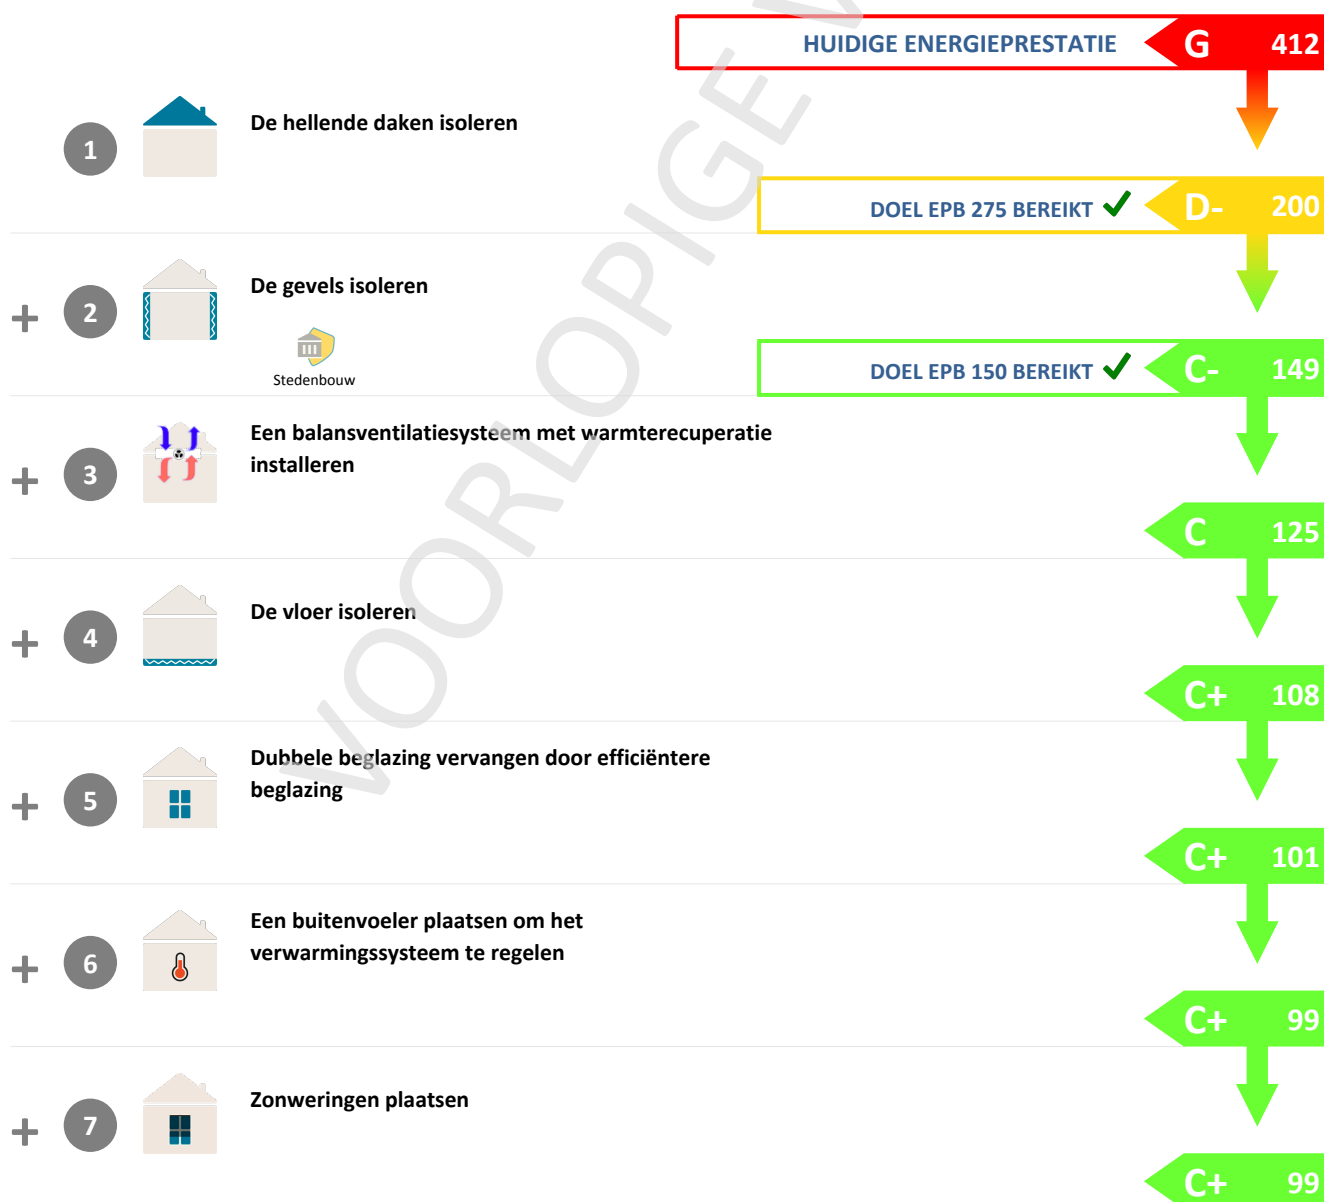 HUIDIGE ENERGIEPRESTATIE G 412
1 De hellende daken isoleren
DOEL EPB 275 BEREIKT D- 200
+ 2 De gevels isoleren
Stedenbouw
DOEL EPB 150 BEREIKT C- 149
+ 3 Een balansventilatiesysteem met warmterecuperatie
installeren
C 125
+ 4 De vloer isoleren
C+ 108
+ 5 Dubbele beglazing vervangen door efficiëntere
beglazing
C+ 101
+ 6 Een buitenvoeler plaatsen om het
verwarmingssysteem te regelen
C+ 99
+ 7 Zonweringen plaatsen
C+ 99
VOORLOPIGE